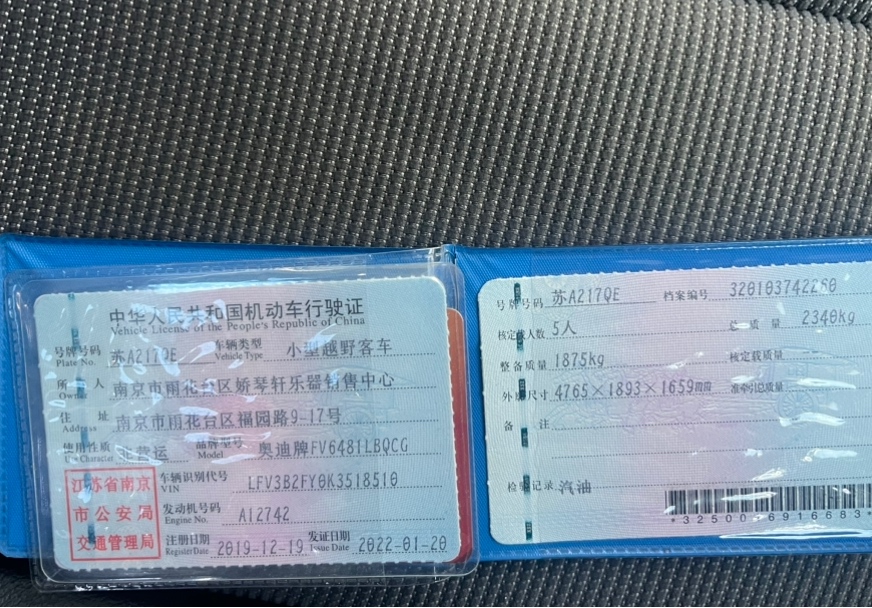 中华人民共和国机动车行驶证
Vehicle License of the People's Republic of China
号牌号码 苏A217QE 车辆类型 小型越野客车
Plate No. Vehicle Type
所有人 南京市雨花台区娇琴轩乐器销售中心
Owner
住址 南京市雨花台区福园路9-17号
Address
使用性质 非营运 品牌型号 奥迪牌FV6481LBQCG
Use Character Model
江苏省南京
市公安局
交通管理局
车辆识别代号 LFV3B2FY0K3518510
VIN
发动机号码 A12742
Engine No.
注册日期 2019-12-19 发证日期 2022-01-20
Register Date Issue Date
号牌号码 苏A217QE 档案编号 320103742260
核定载人数 5人 总质量 2340kg
整备质量 1875kg 核定载质量
外廓尺寸 4765×1893×1659mm 准牵引总质量
备注
检验记录 汽油